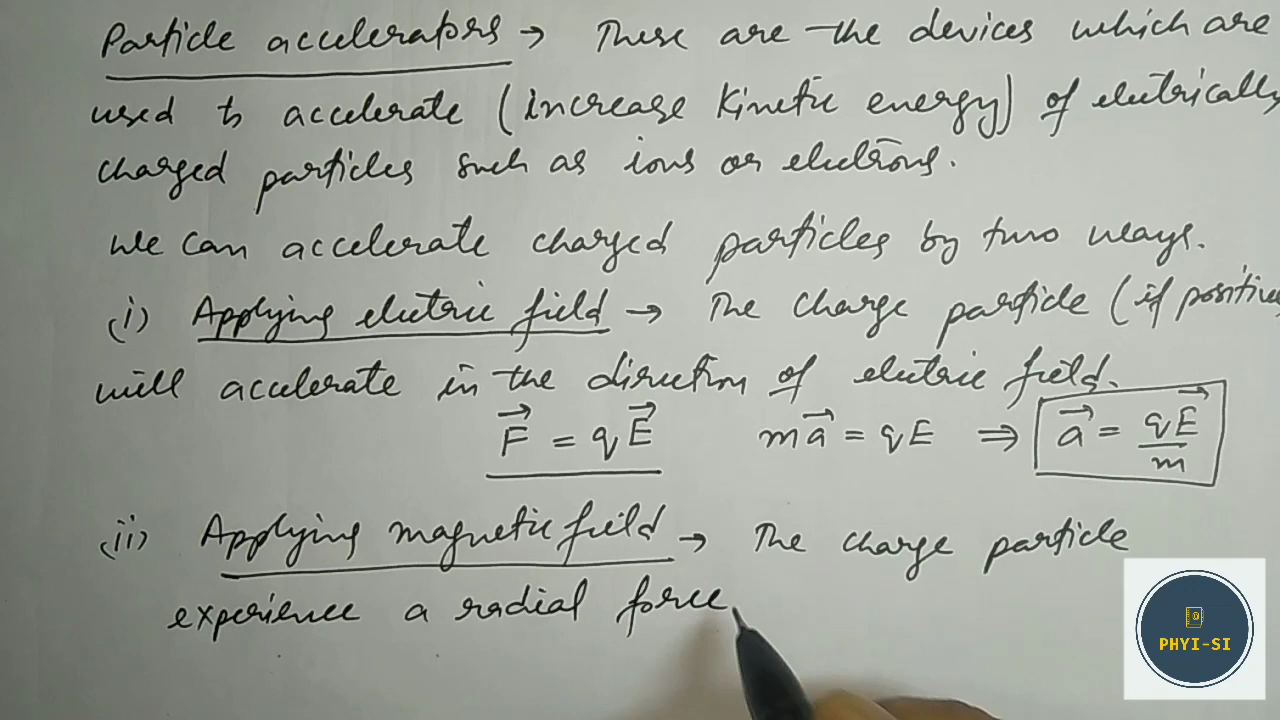 Particle accelerators → These are the devices which are
used to accelerate (increase Kinetic energy) of electrically
charged particles such as ions or electrons.
We can accelerate charged particles by two ways.
(i) Applying electric field → The charge particle (if positive
will accelerate in the direction of electric field.
F⃗ = qE⃗ ma⃗ = qE ⇒ a⃗ = qE⃗/m
(ii) Applying magnetic field → The charge particle
experience a radial force
PHYI-SI